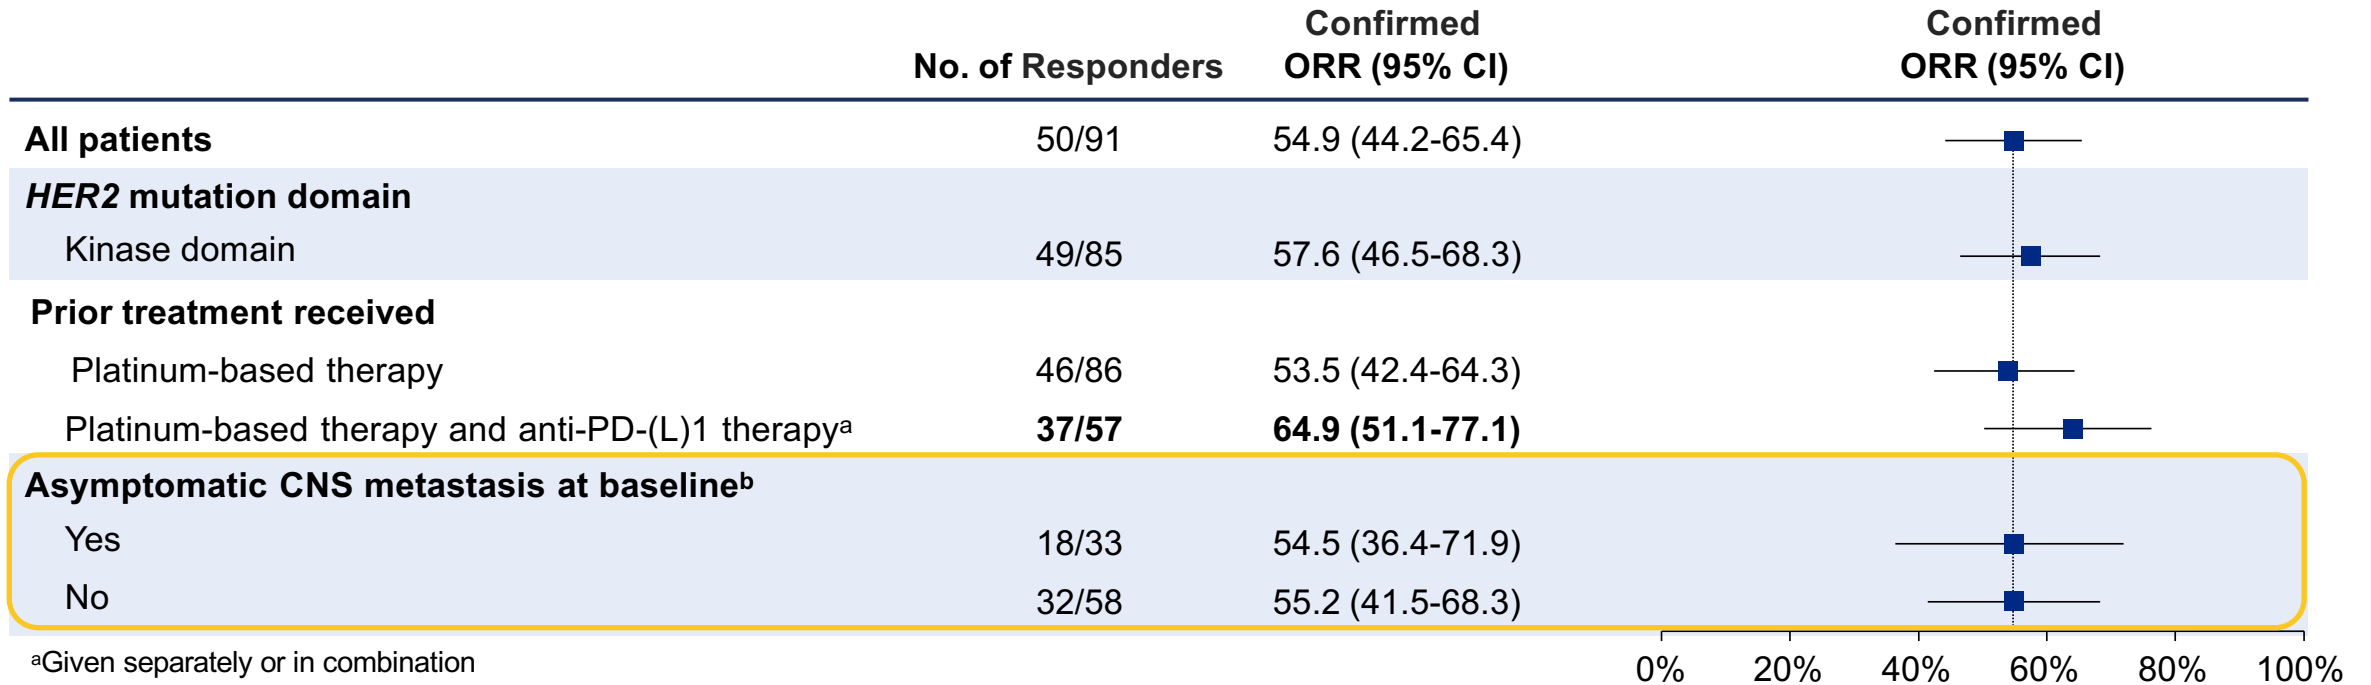 Confirmed Confirmed
No. of Responders ORR (95% CI) ORR (95% CI)
All patients 50/91 54.9 (44.2-65.4)
HER2 mutation domain
Kinase domain 49/85 57.6 (46.5-68.3)
Prior treatment received
Platinum-based therapy 46/86 53.5 (42.4-64.3)
Platinum-based therapy and anti-PD-(L)1 therapyᵃ 37/57 64.9 (51.1-77.1)
Asymptomatic CNS metastasis at baselineᵇ
Yes 18/33 54.5 (36.4-71.9)
No 32/58 55.2 (41.5-68.3)
ᵃGiven separately or in combination 0% 20% 40% 60% 80% 100%